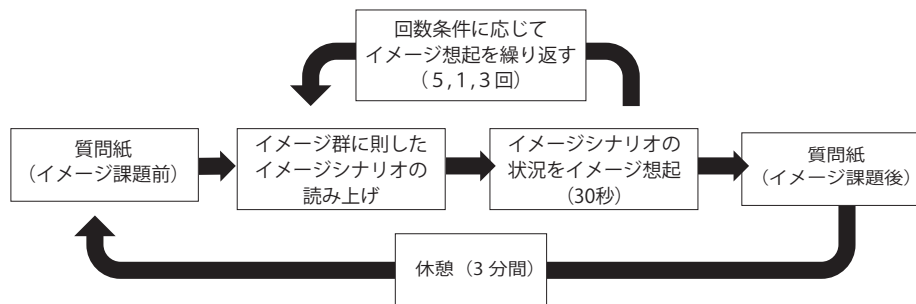 回数条件に応じて
イメージ想起を繰り返す
（5,1,3回）
質問紙
（イメージ課題前）
イメージ群に則した
イメージシナリオの
読み上げ
イメージシナリオの
状況をイメージ想起
(30秒)
質問紙
（イメージ課題後）
休憩（3分間）